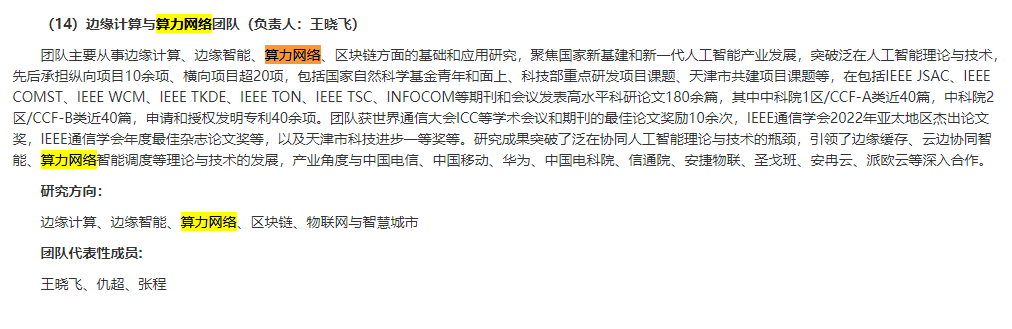 （14）边缘计算与算力网络团队（负责人：王晓飞）
团队主要从事边缘计算、边缘智能、算力网络、区块链方面的基础和应用研究，聚焦国家新基建和新一代人工智能产业发展，突破泛在人工智能理论与技术，
先后承担纵向项目10余项、横向项目超20项，包括国家自然科学基金青年和面上、科技部重点研发项目课题、天津市共建项目课题等，在包括IEEE JSAC、IEEE
COMST、IEEE WCM、IEEE TKDE、IEEE TON、IEEE TSC、INFOCOM等期刊和会议发表高水平科研论文180余篇，其中中科院1区/CCF-A类近40篇，中科院2
区/CCF-B类近40篇，申请和授权发明专利40余项。团队获世界通信大会ICC等学术会议和期刊的最佳论文奖励10余次，IEEE通信学会2022年亚太地区杰出论文
奖，IEEE通信学会年度最佳杂志论文奖等，以及天津市科技进步一等奖等。研究成果突破了泛在协同人工智能理论与技术的瓶颈，引领了边缘缓存、云边协同智
能、算力网络智能调度等理论与技术的发展，产业角度与中国电信、中国移动、华为、中国电科院、信通院、安捷物联、圣戈班、安冉云、派欧云等深入合作。
研究方向：
边缘计算、边缘智能、算力网络、区块链、物联网与智慧城市
团队代表性成员：
王晓飞、仇超、张程